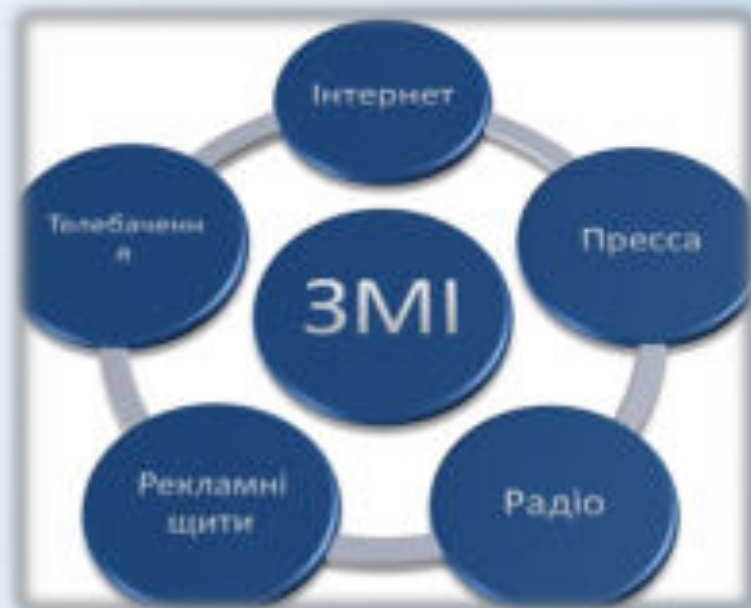 Інтернет
Пресса
Радіо
Рекламні
щити
Телебаченн
я
ЗМІ